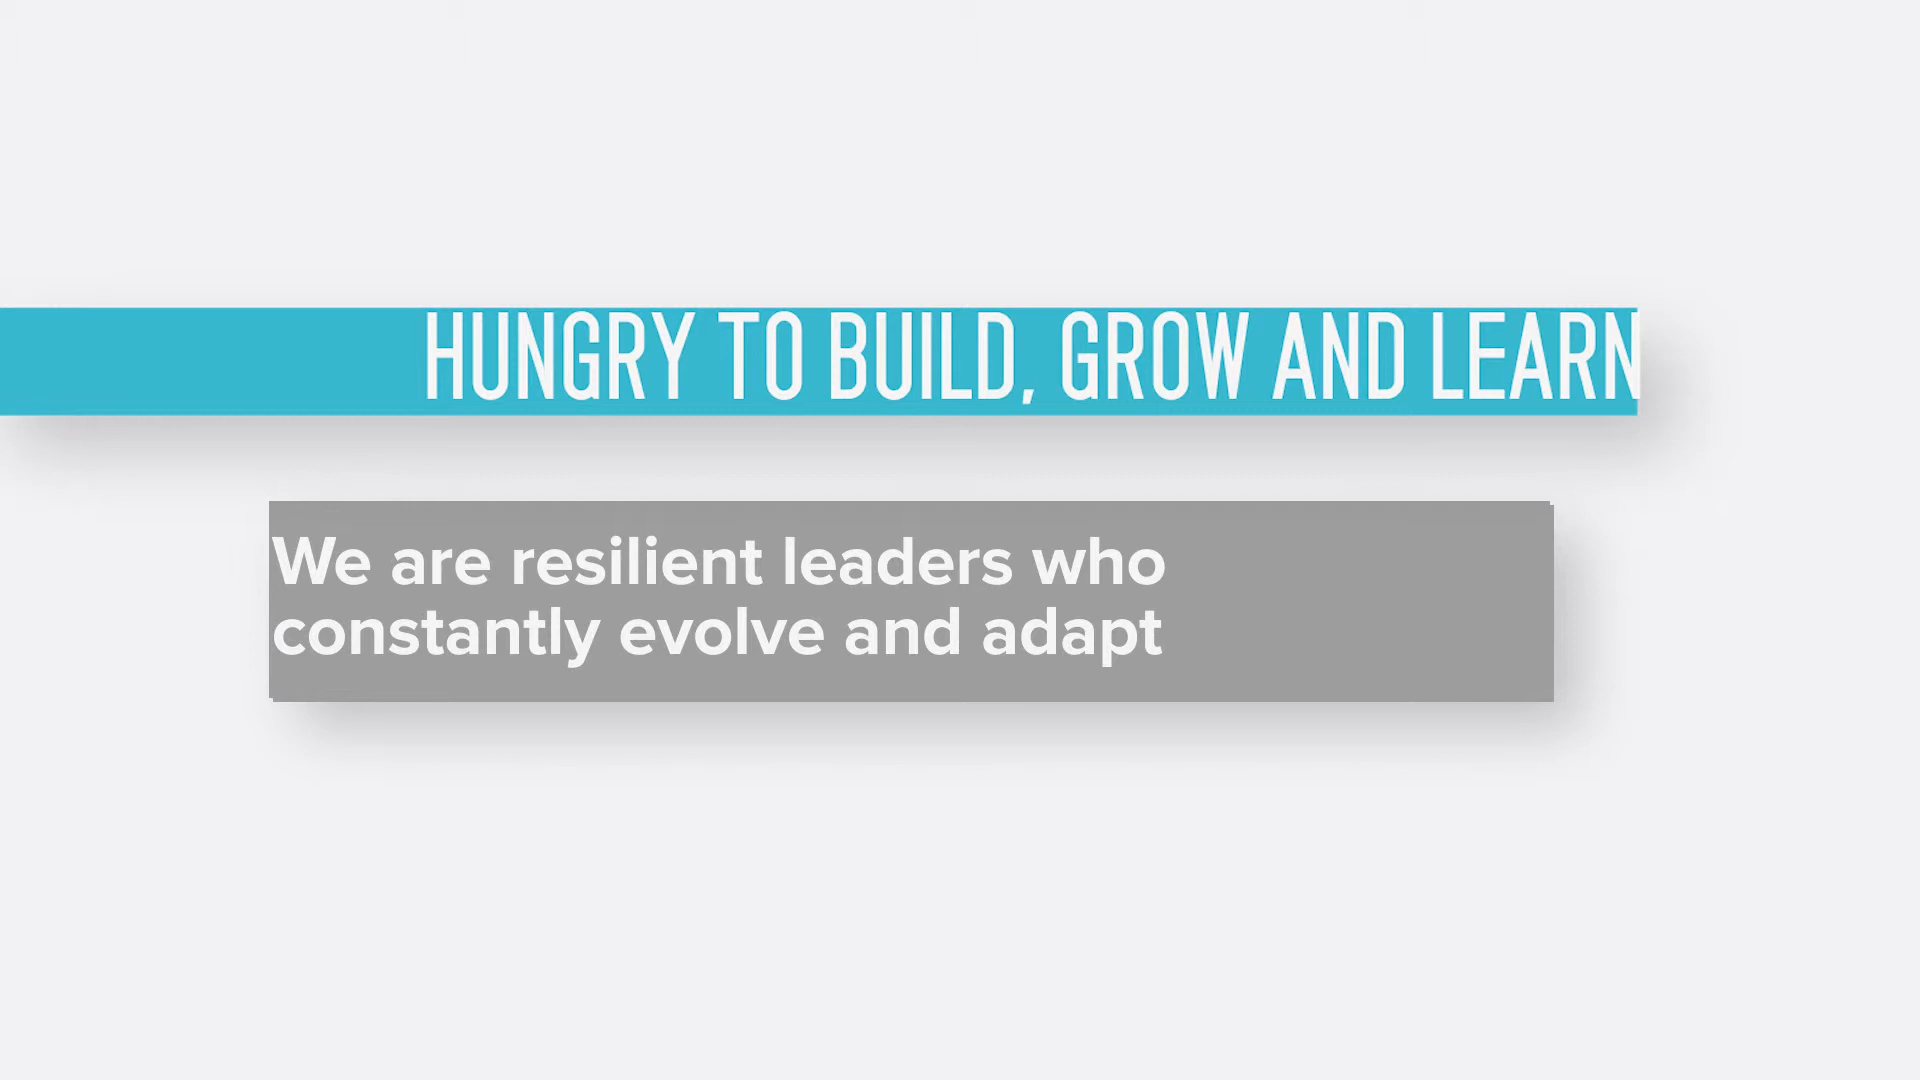 HUNGRY TO BUILD, GROW AND LEARN
We are resilient leaders who
constantly evolve and adapt